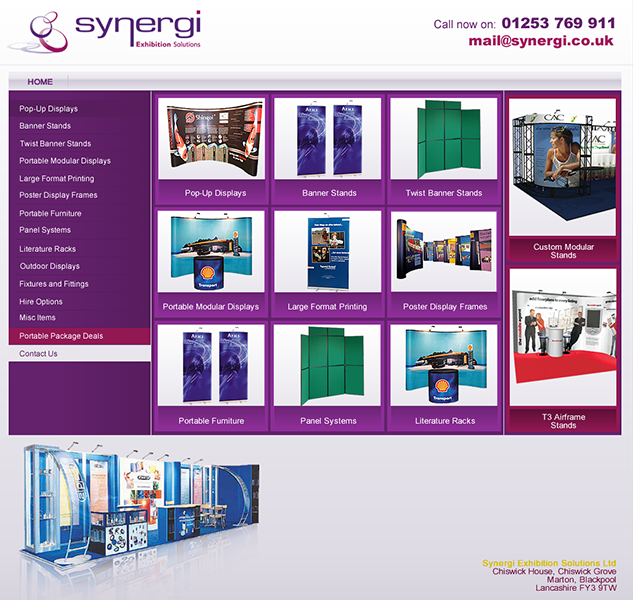 synergi
Exhibition Solutions
Call now on: 01253 769 911
mail@synergi.co.uk
HOME
Pop-Up Displays
Banner Stands
Twist Banner Stands
Portable Modular Displays
Large Format Printing
Poster Display Frames
Portable Furniture
Panel Systems
Literature Racks
Outdoor Displays
Fixtures and Fittings
Hire Options
Misc Items
Portable Package Deals
Contact Us
Shinqoi
Pop-Up Displays
Banner Stands
Twist Banner Stands
CAC
Custom Modular
Stands
Transport
Portable Modular Displays
Large Format Printing
Poster Display Frames
Portable Furniture
Panel Systems
Transport
Literature Racks
T3 Airframe
Stands
Synergi Exhibition Solutions Ltd
Chiswick House, Chiswick Grove
Marton, Blackpool
Lancashire FY3 9TW